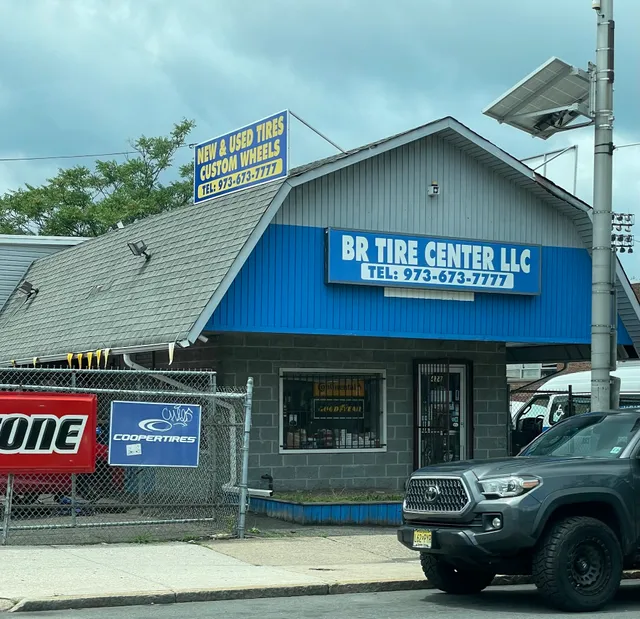 NEW & USED TIRES
CUSTOM WHEELS
TEL: 973-673-7777
BR TIRE CENTER LLC
TEL: 973-673-7777
GOODYEAR
ONE
COOPERTIRES